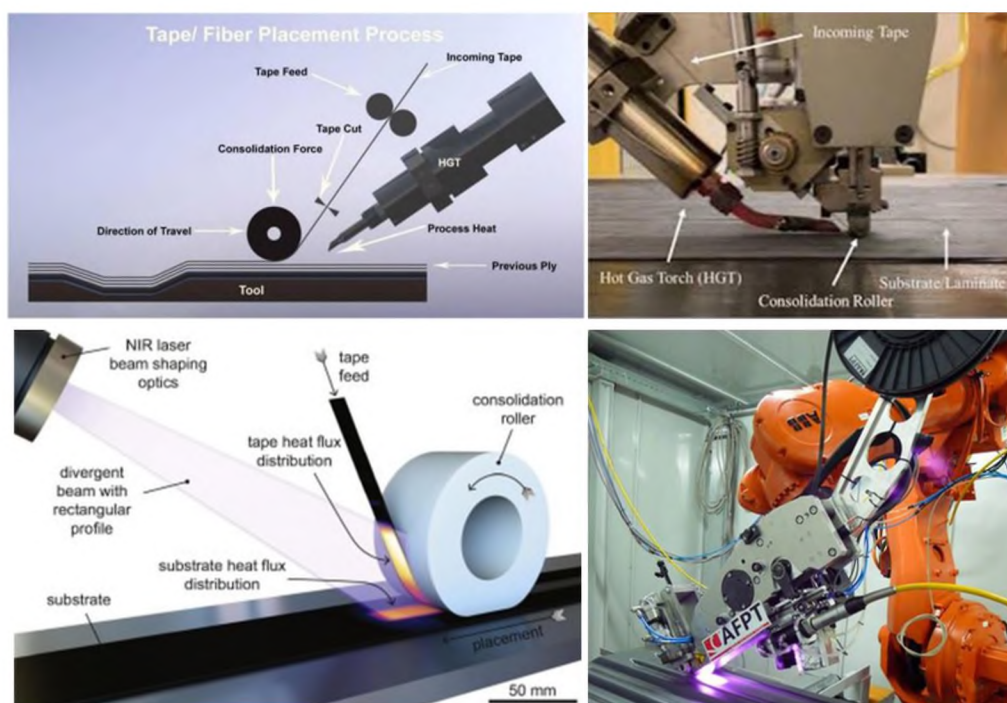 Tape/ Fiber Placement Process
Incoming Tape
Tape Feed
Tape Cut
HGT
Consolidation Force
Direction of Travel
Process Heat
Previous Ply
Tool
Incoming Tape
Hot Gas Torch (HGT)
Substrate/Laminate
Consolidation Roller
NIR laser
beam shaping
optics
tape
feed
consolidation
roller
tape heat flux
distribution
divergent
beam with
rectangular
profile
substrate heat flux
distribution
substrate
placement
50 mm
ABB
AFPT